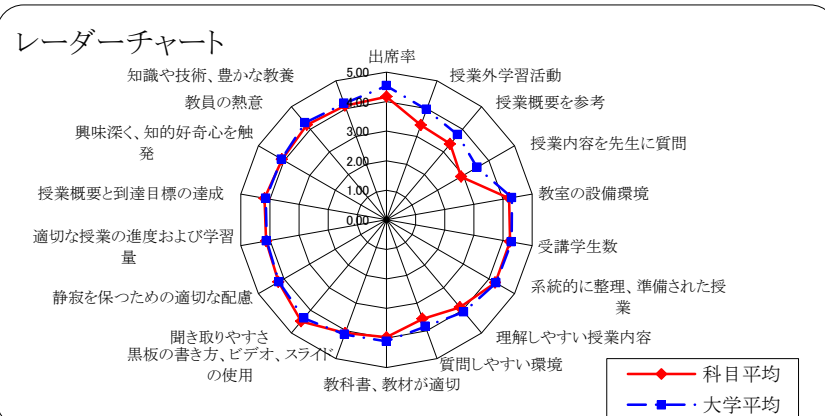 レーダーチャート
出席率
授業外学習活動
授業概要を参考
授業内容を先生に質問
教室の設備環境
受講学生数
系統的に整理、準備された授
業
理解しやすい授業内容
質問しやすい環境
教科書、教材が適切
黒板の書き方、ビデオ、スライド
の使用
聞き取りやすさ
静寂を保つための適切な配慮
適切な授業の進度および学習
量
授業概要と到達目標の達成
興味深く、知的好奇心を触
発
教員の熱意
知識や技術、豊かな教養
5.00
4.00
3.00
2.00
1.00
0.00
科目平均
大学平均